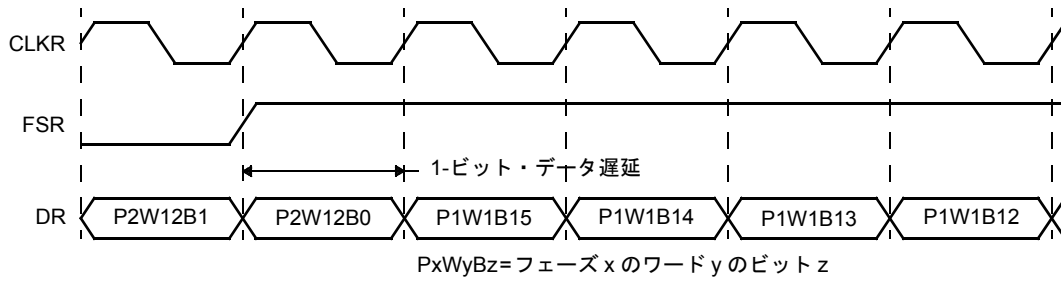 CLKR
FSR
1-ビット・データ遅延
DR P2W12B1 P2W12B0 P1W1B15 P1W1B14 P1W1B13 P1W1B12
PxWyBz=フェーズ x のワード y のビット z